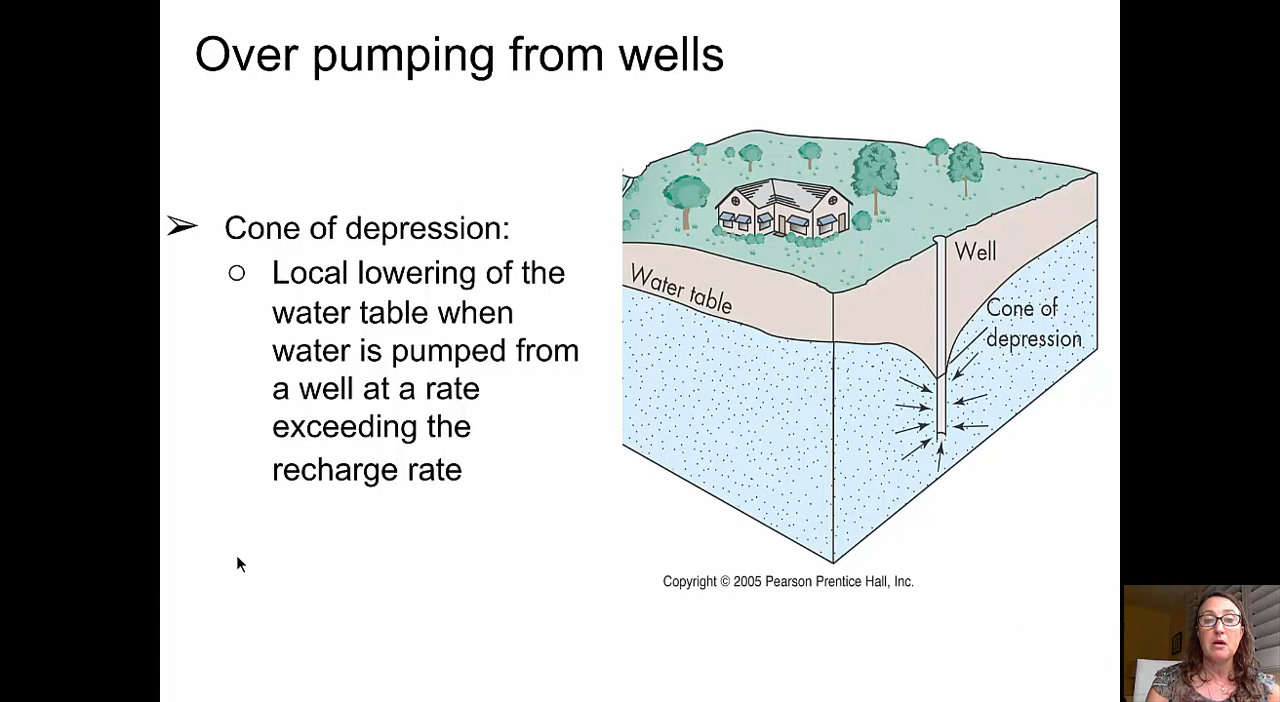 Over pumping from wells
➢ Cone of depression:
○ Local lowering of the
water table when
water is pumped from
a well at a rate
exceeding the
recharge rate
Well
Water table
Cone of
depression
Copyright © 2005 Pearson Prentice Hall, Inc.